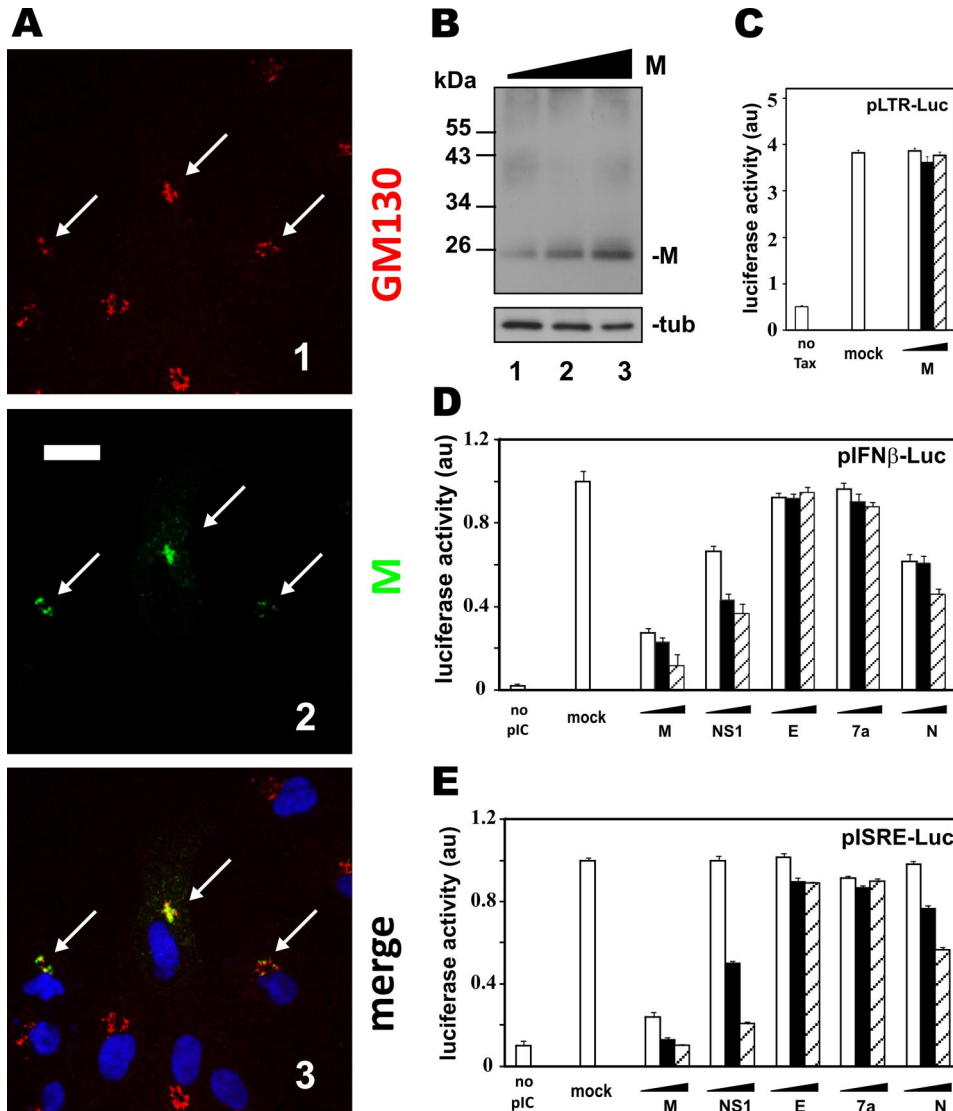 A
GM130
1
M
2
merge
3
B
M
kDa
55
43
34
26
-M
-tub
1 2 3
C
pLTR-Luc
luciferase activity (au)
5
4
3
2
1
0
no Tax
mock
M
D
pIFNβ-Luc
luciferase activity (au)
1.2
0.8
0.4
0
no pIC
mock
M
NS1
E
7a
N
E
pISRE-Luc
luciferase activity (au)
1.2
0.8
0.4
0
no pIC
mock
M
NS1
E
7a
N